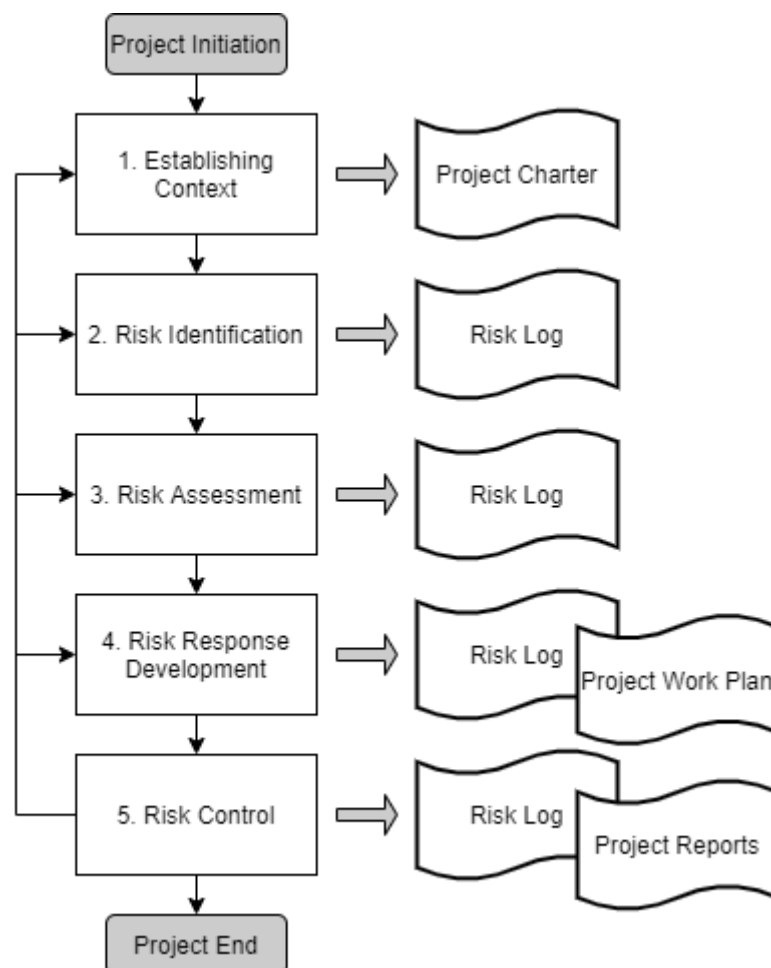 Project Initiation
1. Establishing
Context
Project Charter
2. Risk Identification
Risk Log
3. Risk Assessment
Risk Log
4. Risk Response
Development
Risk Log
Project Work Plan
5. Risk Control
Risk Log
Project Reports
Project End